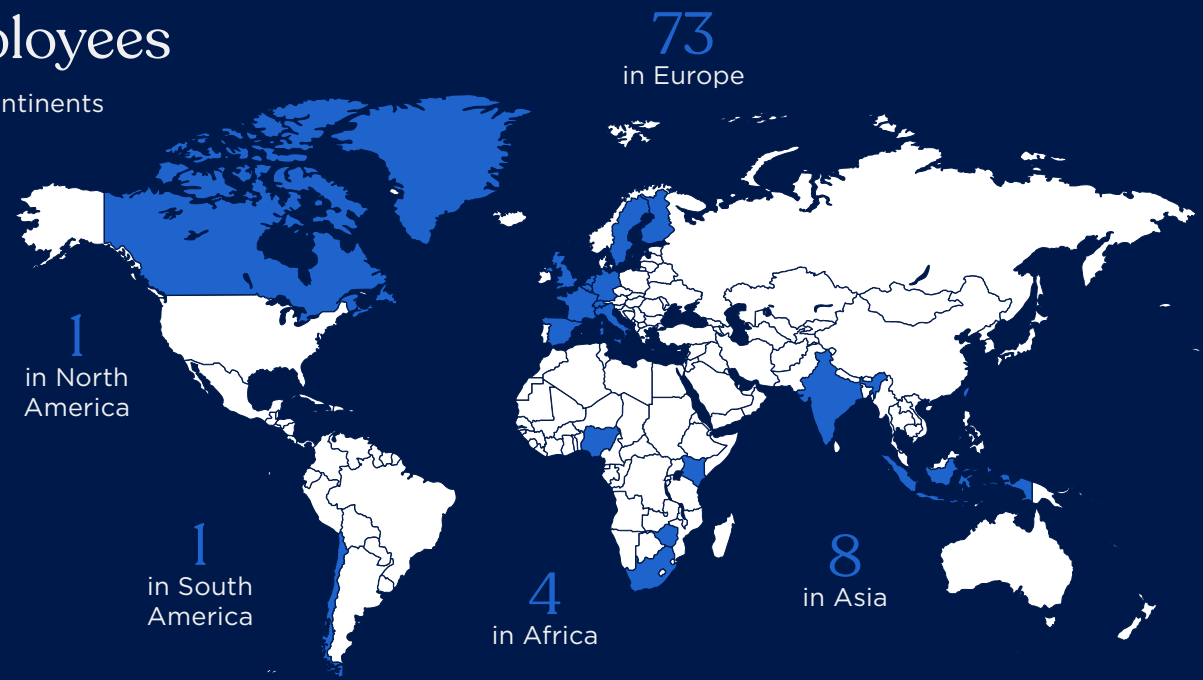 ployees
ntinents
73
in Europe
1
in North
America
1
in South
America
4
in Africa
8
in Asia